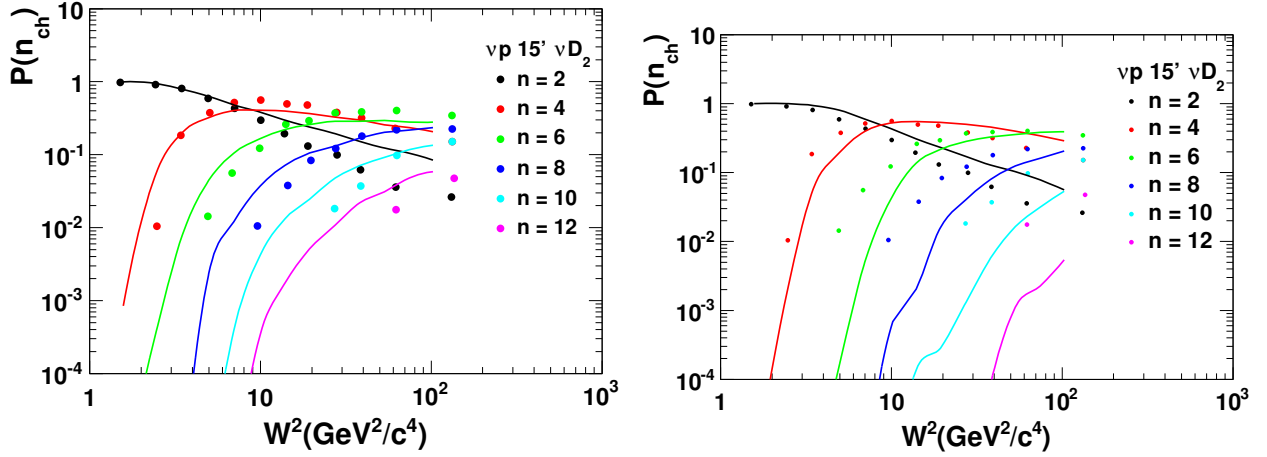 P(n_ch)
10
1
10^-1
10^-2
10^-3
10^-4
1
10
10^2
10^3
W^2(GeV^2/c^4)
νp 15' νD_2
n = 2
n = 4
n = 6
n = 8
n = 10
n = 12
P(n_ch)
10
1
10^-1
10^-2
10^-3
10^-4
1
10
10^2
10^3
W^2(GeV^2/c^4)
νp 15' νD_2
n = 2
n = 4
n = 6
n = 8
n = 10
n = 12